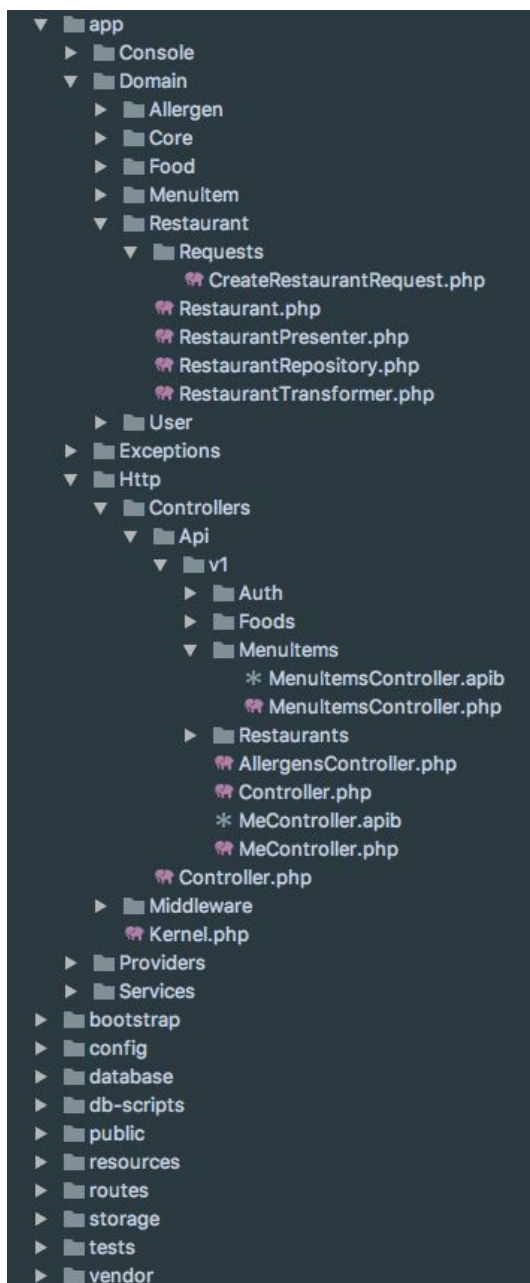 app
Console
Domain
Allergen
Core
Food
MenuItem
Restaurant
Requests
CreateRestaurantRequest.php
Restaurant.php
RestaurantPresenter.php
RestaurantRepository.php
RestaurantTransformer.php
User
Exceptions
Http
Controllers
Api
v1
Auth
Foods
MenuItems
MenuItemsController.apib
MenuItemsController.php
Restaurants
AllergensController.php
Controller.php
MeController.apib
MeController.php
Controller.php
Middleware
Kernel.php
Providers
Services
bootstrap
config
database
db-scripts
public
resources
routes
storage
tests
vendor